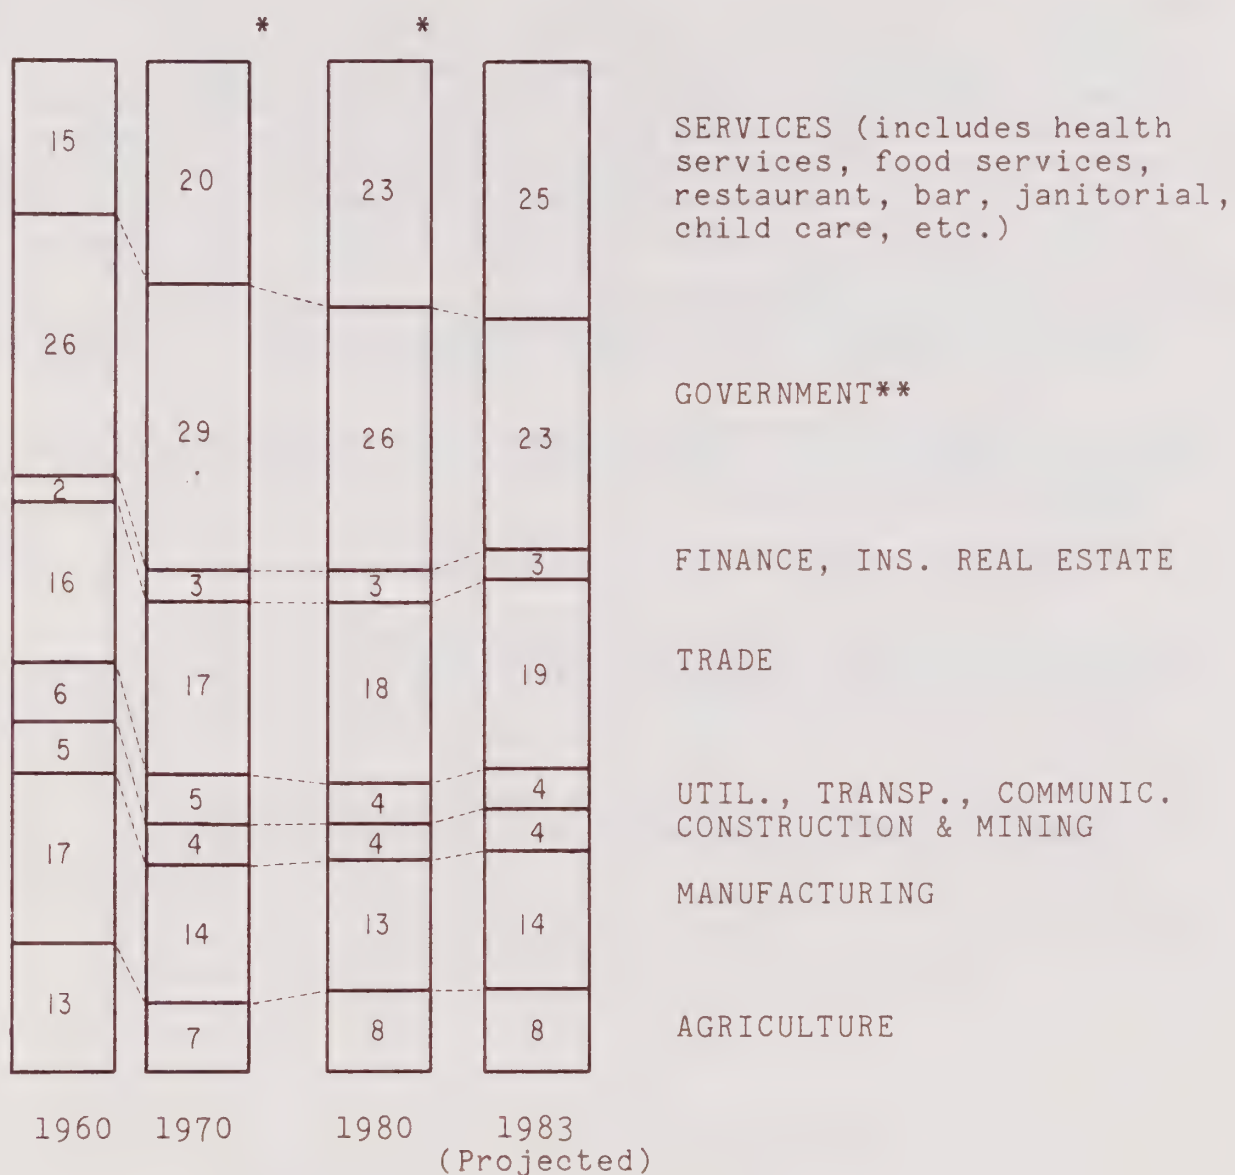 * *
15 20 23 25
SERVICES (includes health
services, food services,
restaurant, bar, janitorial,
child care, etc.)
26 29 26 23
GOVERNMENT**
2 3 3 3
FINANCE, INS. REAL ESTATE
16 17 18 19
TRADE
6 5 4 4
UTIL., TRANSP., COMMUNIC.
5 4 4 4
CONSTRUCTION & MINING
17 14 13 14
MANUFACTURING
13 7 8 8
AGRICULTURE
1960 1970 1980 1983
(Projected)